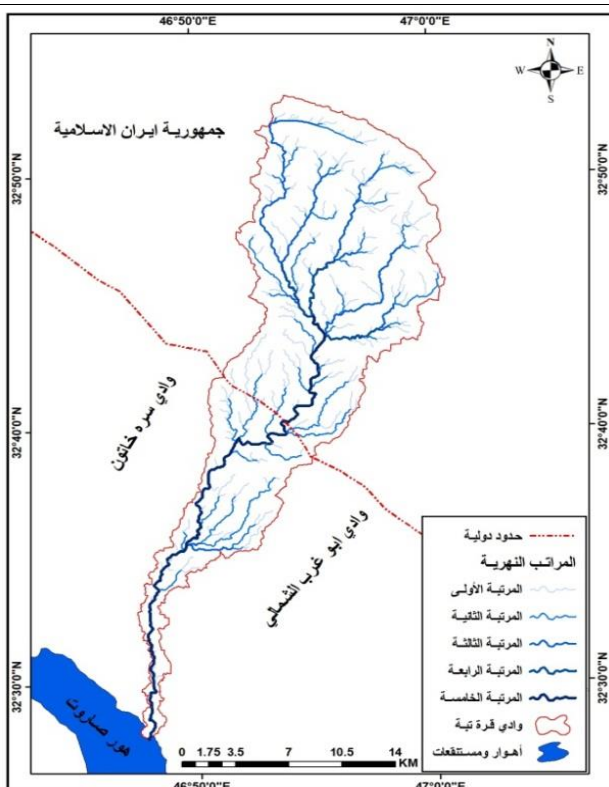 46°50'0"E
47°0'0"E
N
W
E
S
جمهورية ايران الاسلامية
32°50'0"N
32°50'0"N
وادي سره خاتون
32°40'0"N
32°40'0"N
وادي ابو غرب الشمالي
حدود دولية
المراتب النهرية
المرتبة الأولى
المرتبة الثانية
المرتبة الثالثة
المرتبة الرابعة
المرتبة الخامسة
وادي قرة تبة
أهوار ومستنقعات
32°30'0"N
32°30'0"N
هور صاروت
0 1.75 3.5 7 10.5 14
KM
46°50'0"E
47°0'0"E